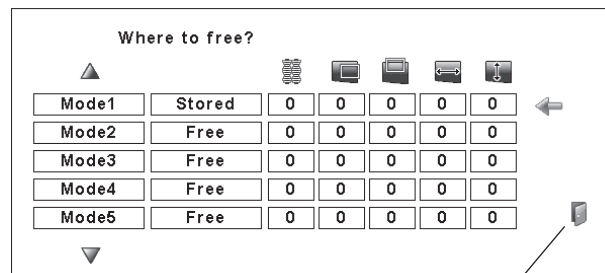 Where to free?
Mode1 Stored 0 0 0 0 0
Mode2 Free 0 0 0 0 0
Mode3 Free 0 0 0 0 0
Mode4 Free 0 0 0 0 0
Mode5 Free 0 0 0 0 0